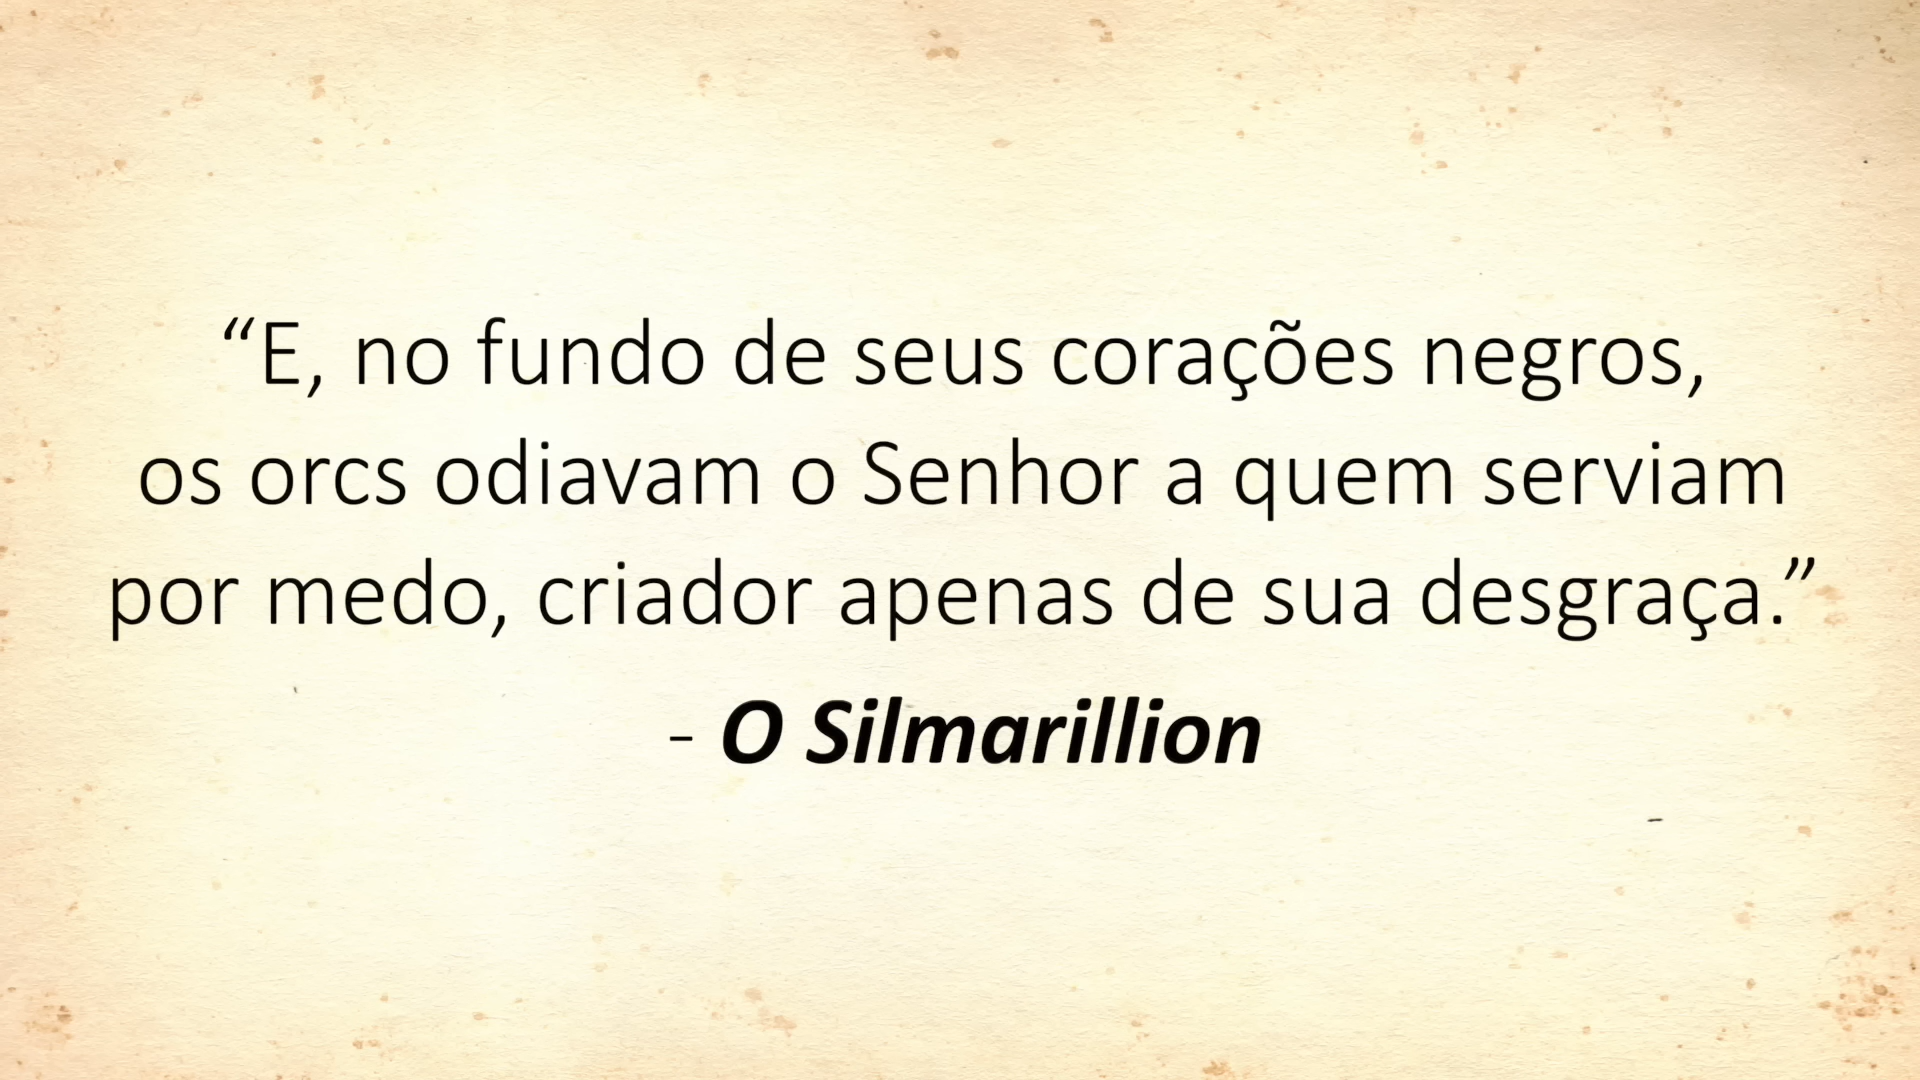 “E, no fundo de seus corações negros,
os orcs odiavam o Senhor a quem serviam
por medo, criador apenas de sua desgraça.”
- O Silmarillion